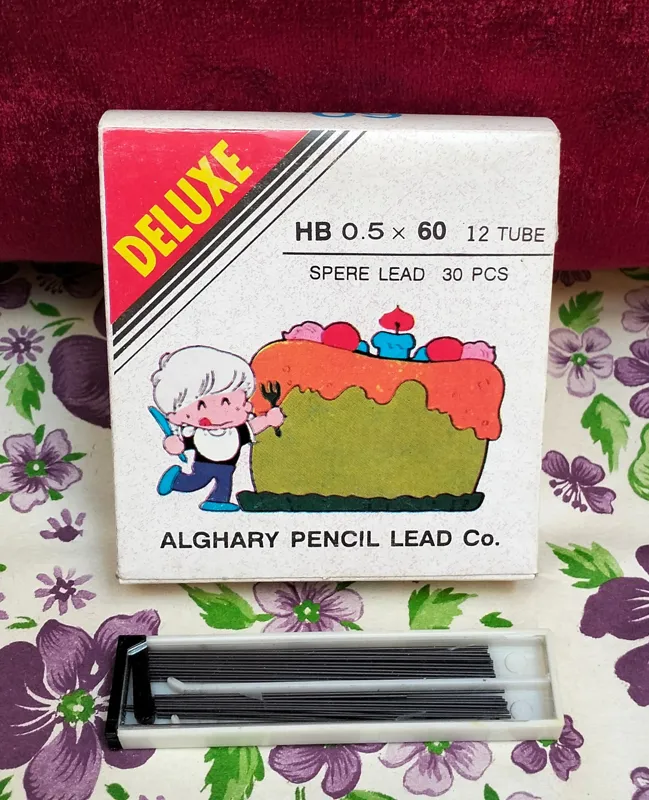 DELUXE
HB 0.5 × 60 12 TUBE
SPERE LEAD 30 PCS
ALGHARY PENCIL LEAD Co.